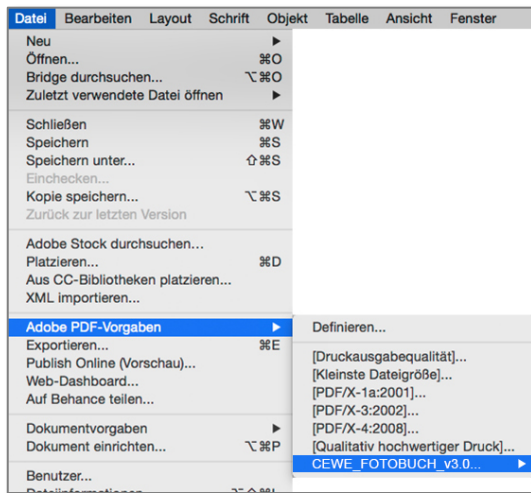 Datei Bearbeiten Layout Schrift Objekt Tabelle Ansicht Fenster
Neu ▶
Öffnen... ⌘O
Bridge durchsuchen... ⌥⌘O
Zuletzt verwendete Datei öffnen ▶
Schließen ⌘W
Speichern ⌘S
Speichern unter... ⇧⌘S
Einchecken...
Kopie speichern... ⌥⌘S
Zurück zur letzten Version
Adobe Stock durchsuchen...
Platzieren... ⌘D
Aus CC-Bibliotheken platzieren...
XML importieren...
Adobe PDF-Vorgaben ▶
Exportieren... ⌘E
Publish Online (Vorschau)...
Web-Dashboard...
Auf Behance teilen...
Dokumentvorgaben ▶
Dokument einrichten... ⌥⌘P
Benutzer...
Definieren...
[Druckausgabequalität]...
[Kleinste Dateigröße]...
[PDF/X-1a:2001]...
[PDF/X-3:2002]...
[PDF/X-4:2008]...
[Qualitativ hochwertiger Druck]...
CEWE_FOTOBUCH_v3.0... ▶